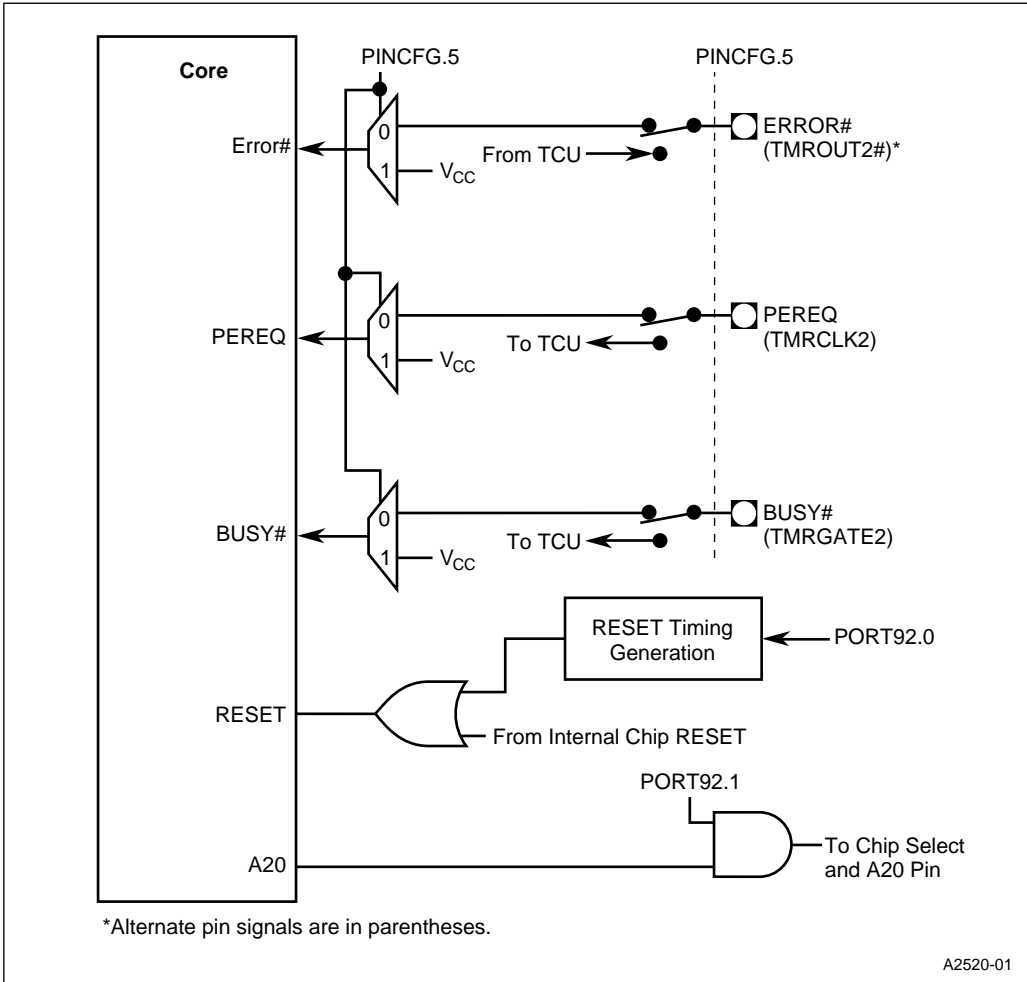 Core
PINCFG.5
PINCFG.5
Error#
0
1
VCC
From TCU
ERROR#
(TMROUT2#)*
PEREQ
0
1
VCC
To TCU
PEREQ
(TMRCLK2)
BUSY#
0
1
VCC
To TCU
BUSY#
(TMRGATE2)
RESET Timing
Generation
PORT92.0
RESET
From Internal Chip RESET
PORT92.1
A20
To Chip Select
and A20 Pin
*Alternate pin signals are in parentheses.
A2520-01